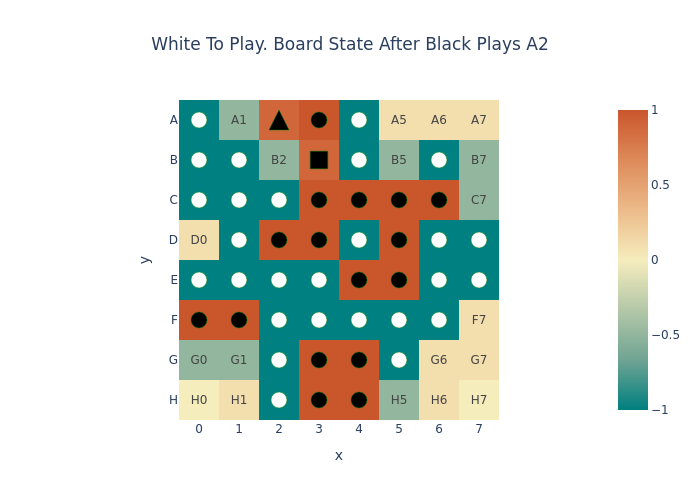 White To Play. Board State After Black Plays A2
A A1 A5 A6 A7
B B2 B5 B7
C C7
D D0
E
F F7
G G0 G1 G6 G7
H H0 H1 H5 H6 H7
0 1 2 3 4 5 6 7
x
y
1
0.5
0
−0.5
−1